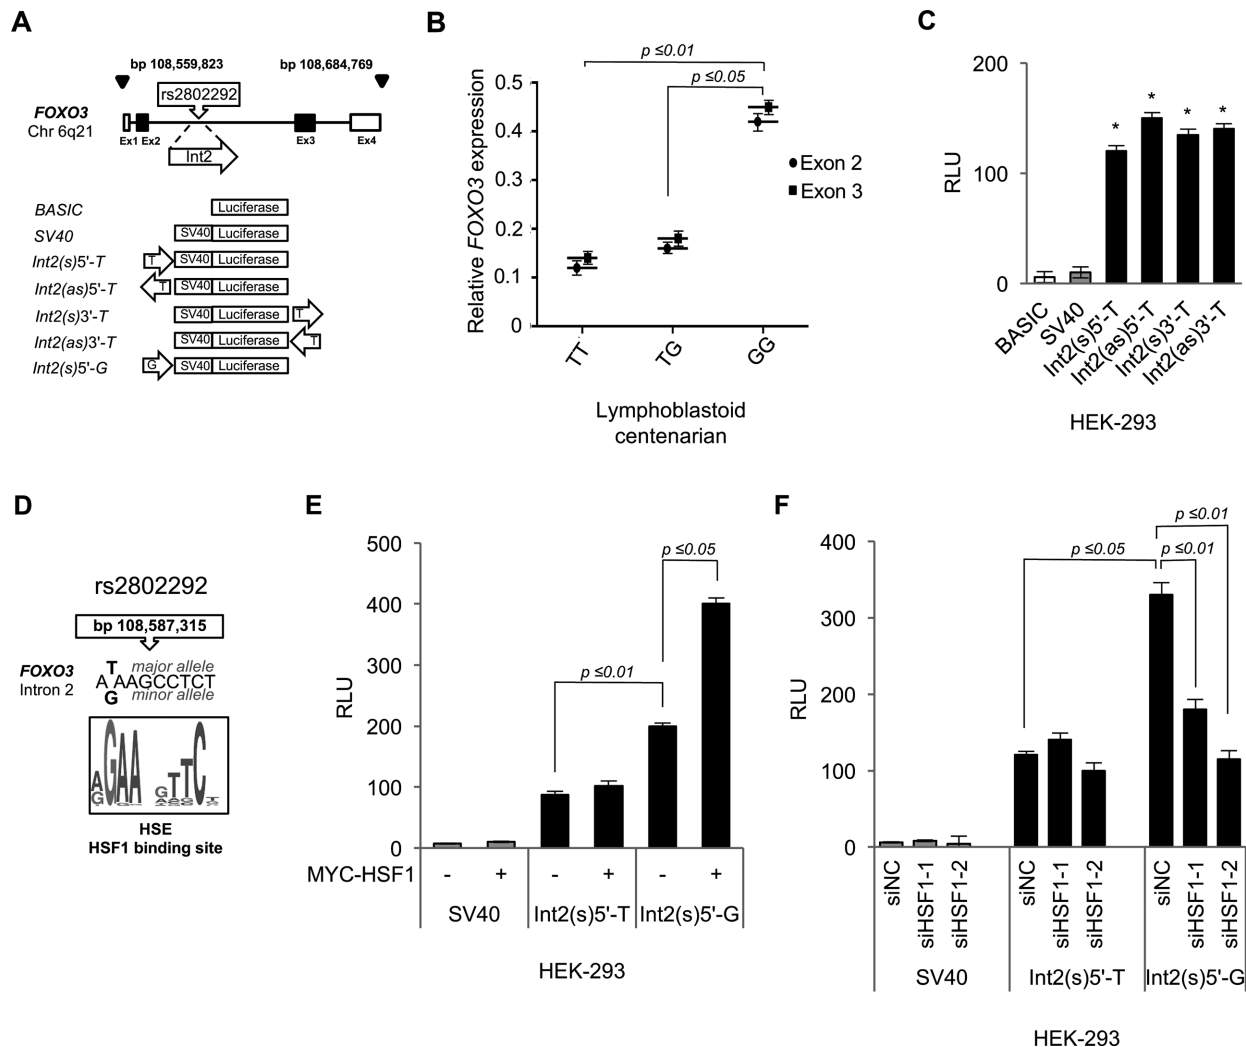 A
bp 108,559,823
bp 108,684,769
rs2802292
FOXO3
Chr 6q21
Ex1 Ex2
Ex3
Ex4
Int2
BASIC
Luciferase
SV40
SV40 Luciferase
Int2(s)5'-T
T SV40 Luciferase
Int2(as)5'-T
T SV40 Luciferase
Int2(s)3'-T
SV40 Luciferase T
Int2(as)3'-T
SV40 Luciferase T
Int2(s)5'-G
G SV40 Luciferase
B
p ≤0.01
p ≤0.05
Relative FOXO3 expression
0.5
0.4
0.3
0.2
0.1
0
Exon 2
Exon 3
TT
TG
GG
Lymphoblastoid
centenarian
C
RLU
200
100
0
*
*
*
*
BASIC
SV40
Int2(s)5'-T
Int2(as)5'-T
Int2(s)3'-T
Int2(as)3'-T
HEK-293
D
rs2802292
bp 108,587,315
FOXO3
Intron 2
T major allele
A AAGCCTCT
G minor allele
HSE
HSF1 binding site
E
RLU
500
400
300
200
100
0
p ≤0.01
p ≤0.05
MYC-HSF1
- + - + - +
SV40
Int2(s)5'-T
Int2(s)5'-G
HEK-293
F
RLU
400
300
200
100
0
p ≤0.05
p ≤0.01
p ≤0.01
siNC
siHSF1-1
siHSF1-2
siNC
siHSF1-1
siHSF1-2
siNC
siHSF1-1
siHSF1-2
SV40
Int2(s)5'-T
Int2(s)5'-G
HEK-293